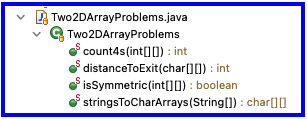 Two2DArrayProblems.java
Two2DArrayProblems
count4s(int[][]) : int
distanceToExit(char[][]) : int
isSymmetric(int[][]) : boolean
stringsToCharArrays(String[]) : char[][]